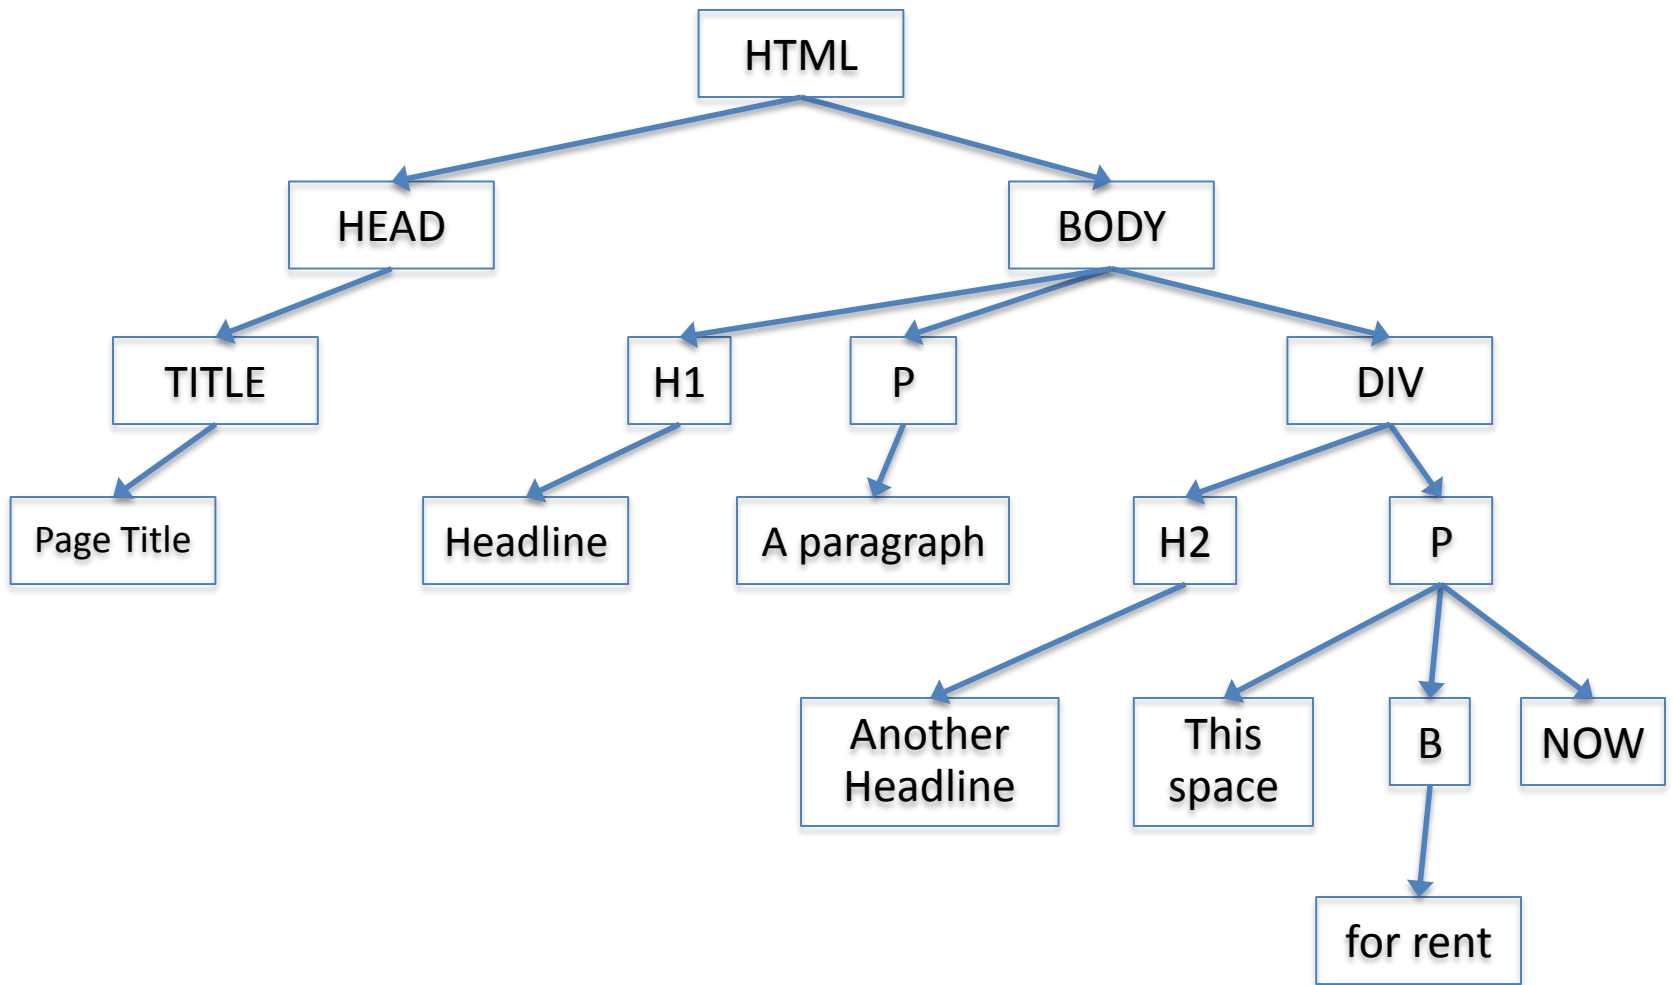 HTML
HEAD
BODY
TITLE
H1
P
DIV
Page Title
Headline
A paragraph
H2
P
Another
Headline
This
space
B
NOW
for rent